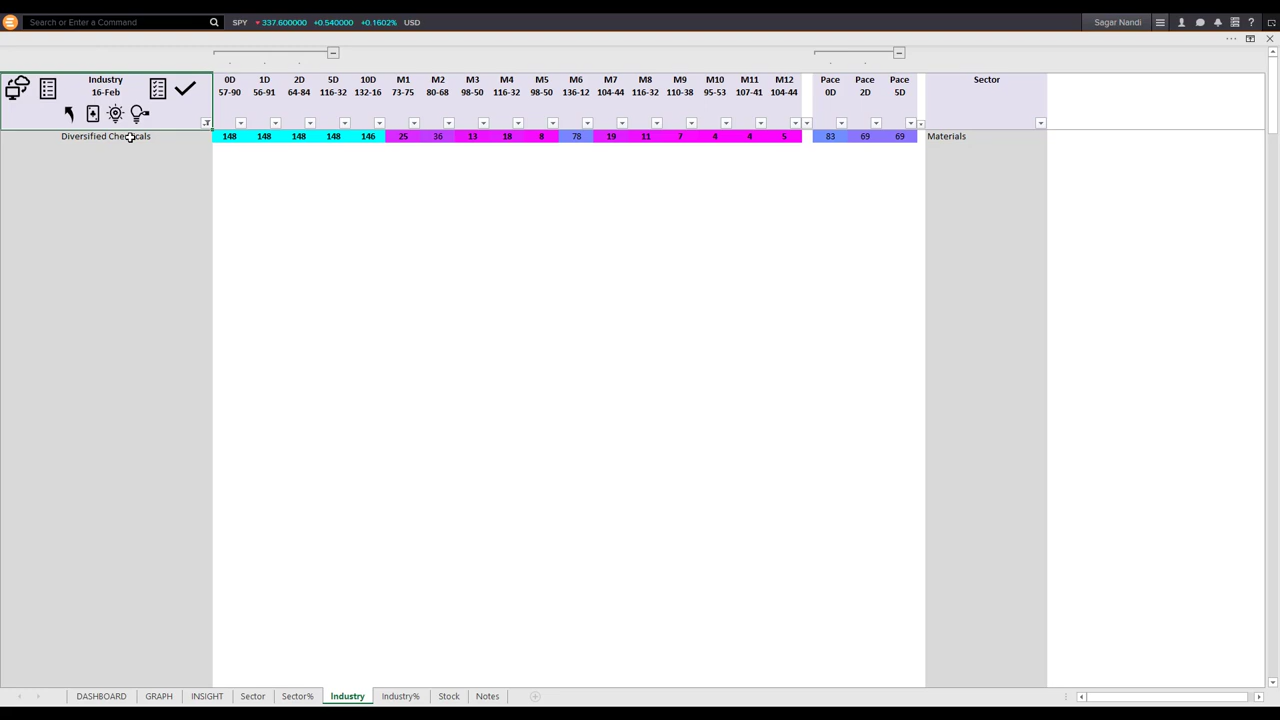 Search or Enter a Command SPY 337.600000 +0.540000 +0.1602% USD Sagar Nandi ?
Industry 0D 1D 2D 5D 10D M1 M2 M3 M4 M5 M6 M7 M8 M9 M10 M11 M12 Pace Pace Pace Sector
16-Feb 57-90 56-91 64-84 116-32 132-16 73-75 80-68 98-50 116-32 98-50 136-12 104-44 116-32 110-38 95-53 107-41 104-44 0D 2D 5D
Diversified Chemicals 148 148 148 148 146 25 36 13 18 8 78 19 11 7 4 4 5 83 69 69 Materials
DASHBOARD GRAPH INSIGHT Sector Sector% Industry Industry% Stock Notes